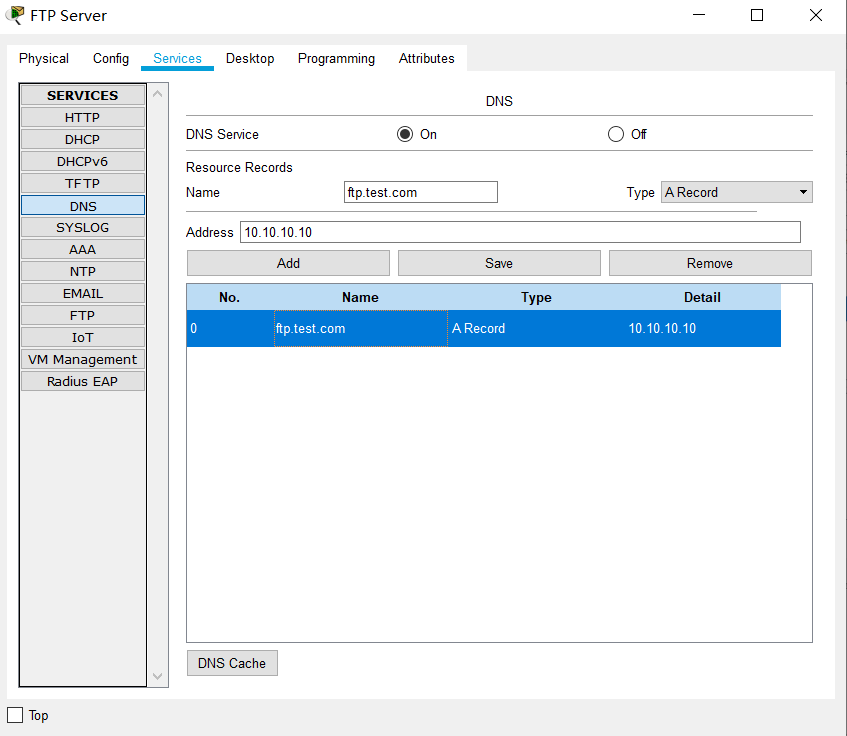 FTP Server
Physical Config Services Desktop Programming Attributes
SERVICES
HTTP
DHCP
DHCPv6
TFTP
DNS
SYSLOG
AAA
NTP
EMAIL
FTP
IoT
VM Management
Radius EAP
DNS
DNS Service On Off
Resource Records
Name ftp.test.com Type A Record
Address 10.10.10.10
Add Save Remove
No. Name Type Detail
0 ftp.test.com A Record 10.10.10.10
DNS Cache
Top